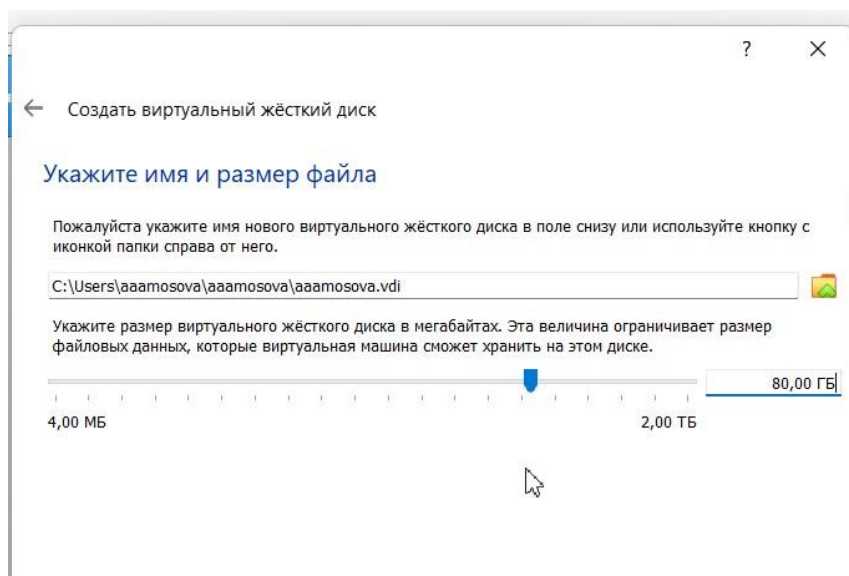 ?
Создать виртуальный жёсткий диск
Укажите имя и размер файла
Пожалуйста укажите имя нового виртуального жёсткого диска в поле снизу или используйте кнопку с
иконкой папки справа от него.
C:\Users\aaamosova\aaamosova\aaamosova.vdi
Укажите размер виртуального жёсткого диска в мегабайтах. Эта величина ограничивает размер
файловых данных, которые виртуальная машина сможет хранить на этом диске.
80,00 ГБ
4,00 МБ 2,00 ТБ